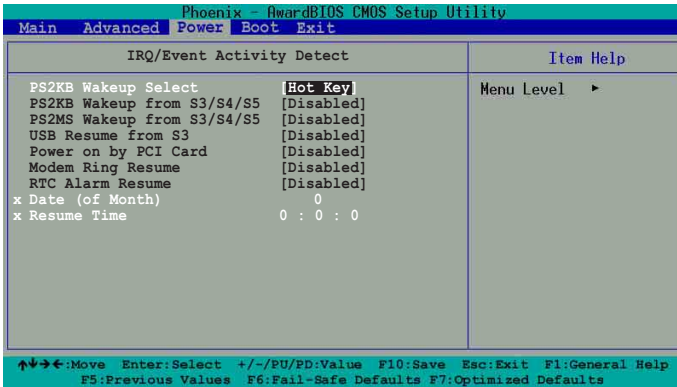 Phoenix - AwardBIOS CMOS Setup Utility
Main Advanced Power Boot Exit
IRQ/Event Activity Detect
Item Help
PS2KB Wakeup Select [Hot Key]
Menu Level ►
PS2KB Wakeup from S3/S4/S5 [Disabled]
PS2MS Wakeup from S3/S4/S5 [Disabled]
USB Resume from S3 [Disabled]
Power on by PCI Card [Disabled]
Modem Ring Resume [Disabled]
RTC Alarm Resume [Disabled]
x Date (of Month) 0
x Resume Time 0 : 0 : 0
↑↓→←:Move Enter:Select +/-/PU/PD:Value F10:Save Esc:Exit F1:General Help
F5:Previous Values F6:Fail-Safe Defaults F7:Optimized Defaults